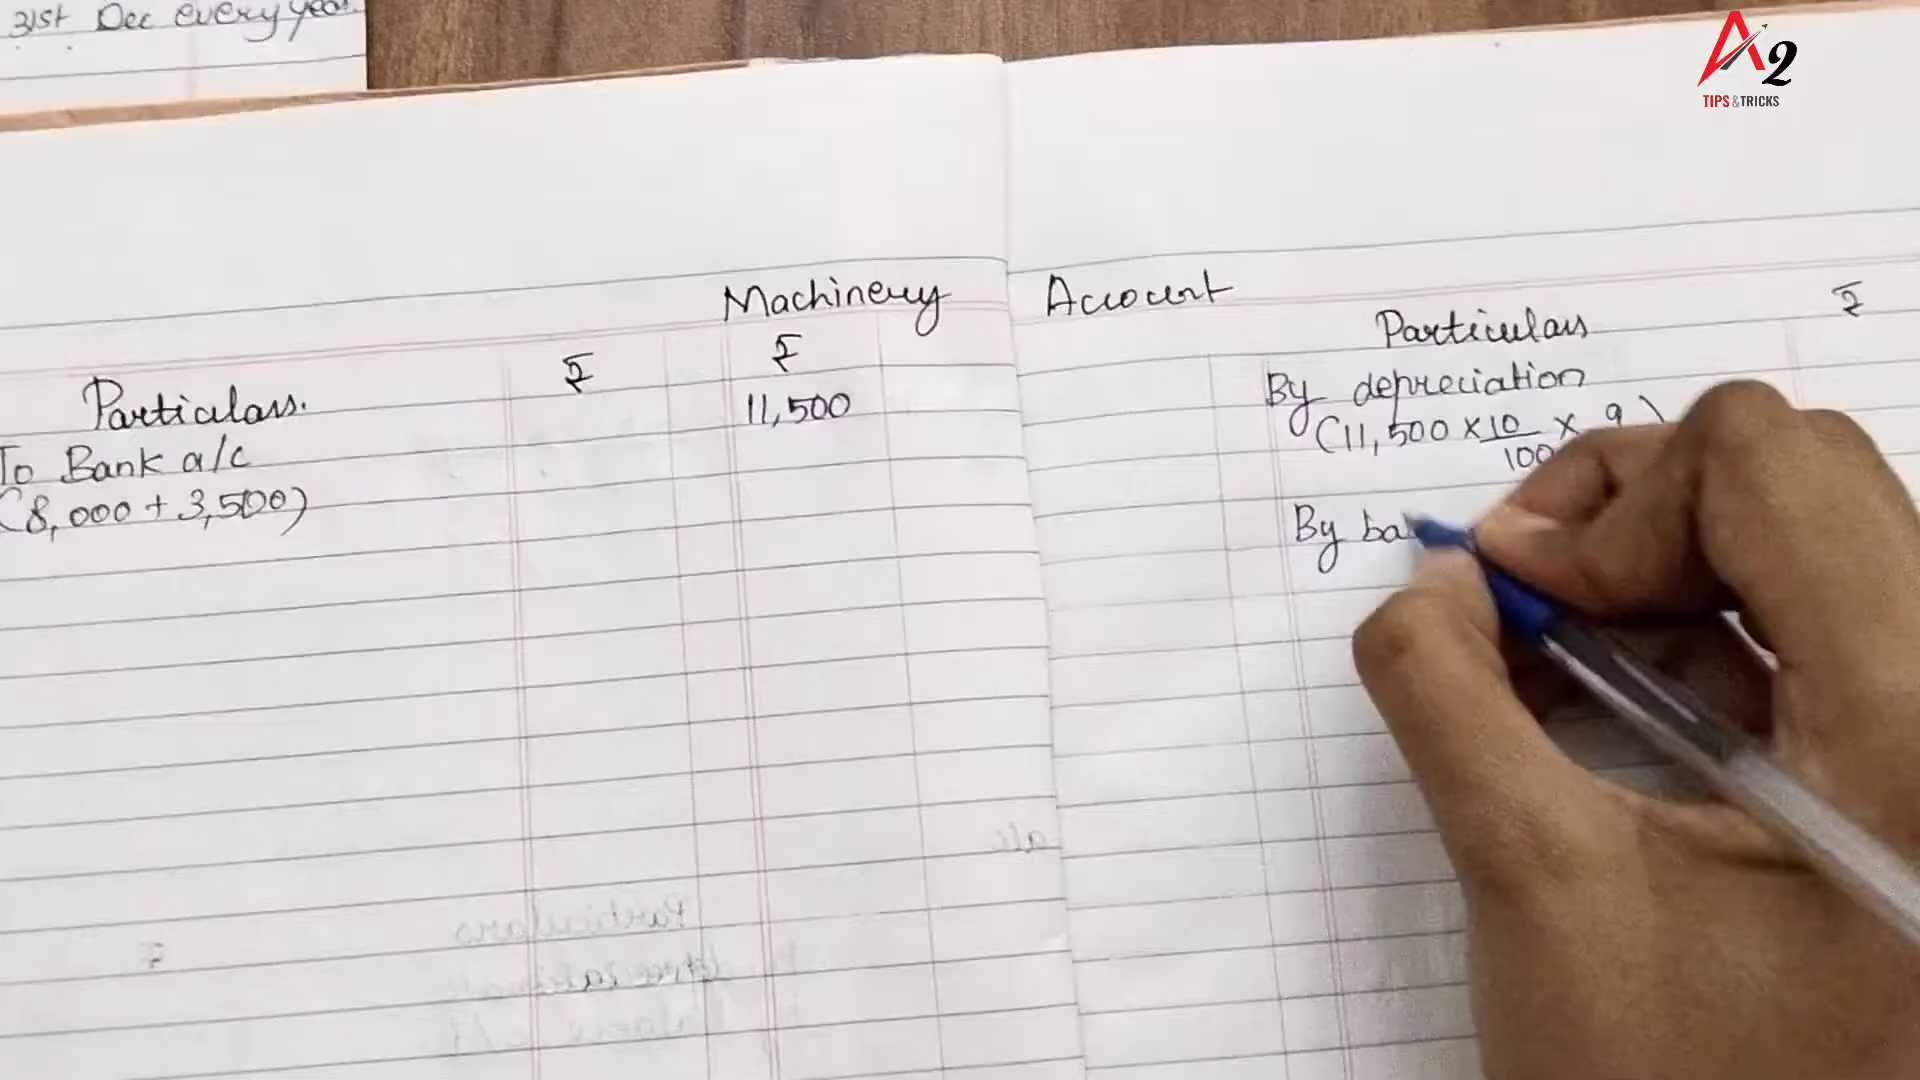 31st Dec every year.
A2
TIPS & TRICKS
Machinery Account
Particulars. ₹ ₹
To Bank a/c 11,500
(8,000 + 3,500)
Particulars ₹
By depreciation
(11,500 × 10/100 × 9)
By ba